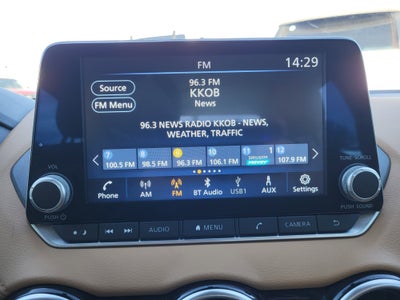 FM
14:29
Source
FM Menu
96.3 FM
KKOB
News
96.3 NEWS RADIO KKOB - NEWS,
WEATHER, TRAFFIC
7 8 9 10 11 1 12
100.5 FM 98.5 FM 96.3 FM 106.1 FM 107.9 FM
Phone AM FM BT Audio USB1 AUX Settings
VOL
TUNE·SCROLL
PUSH
PUSH SOUND
AUDIO MENU CAMERA